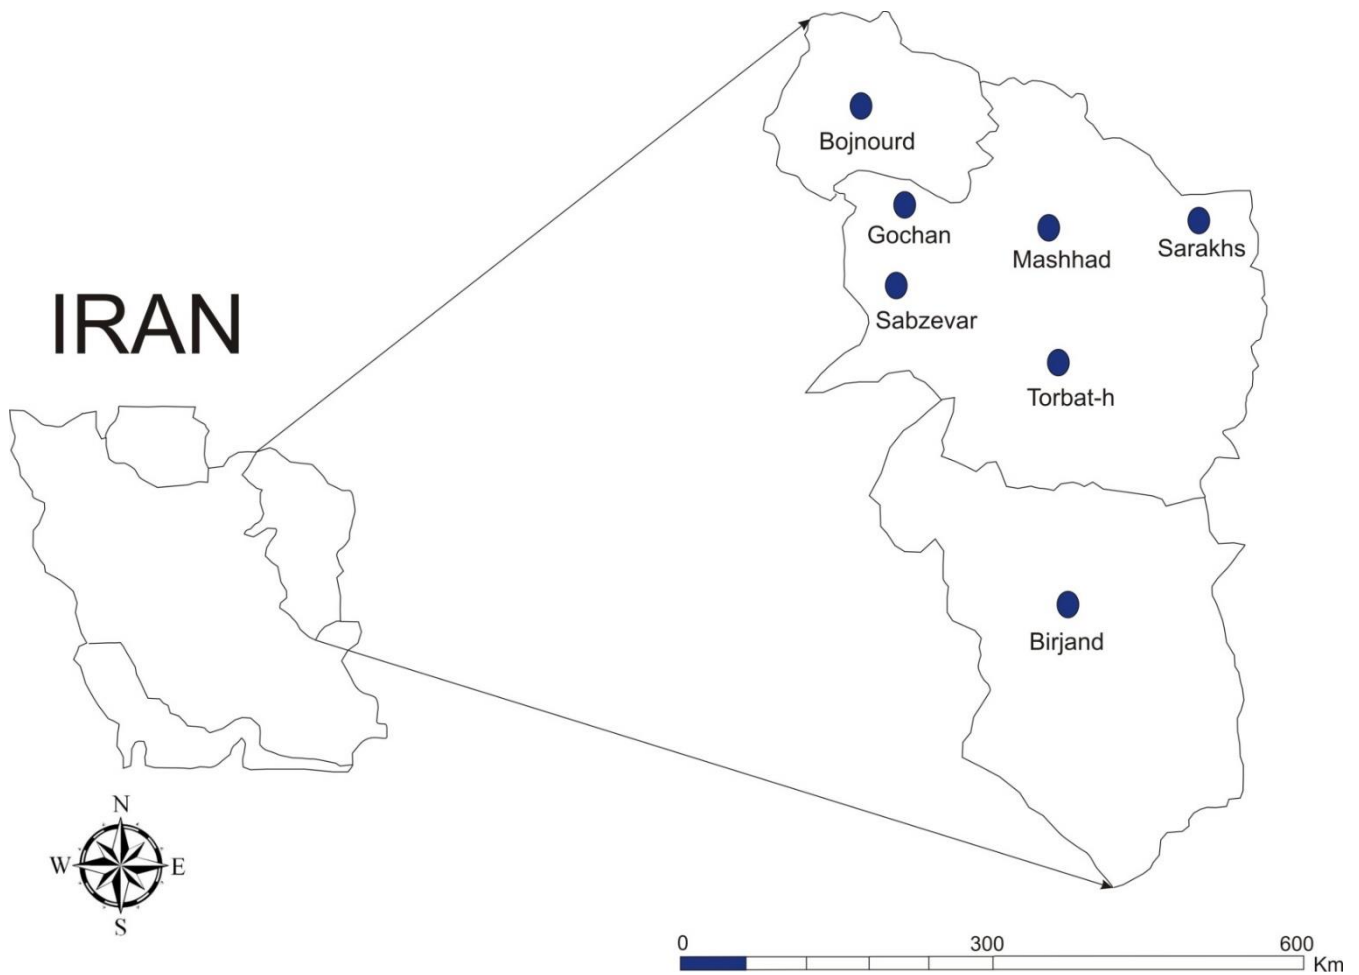 Bojnourd
Gochan
Mashhad
Sarakhs
Sabzevar
IRAN
Torbat-h
Birjand
N
W E
S
0 300 600
Km